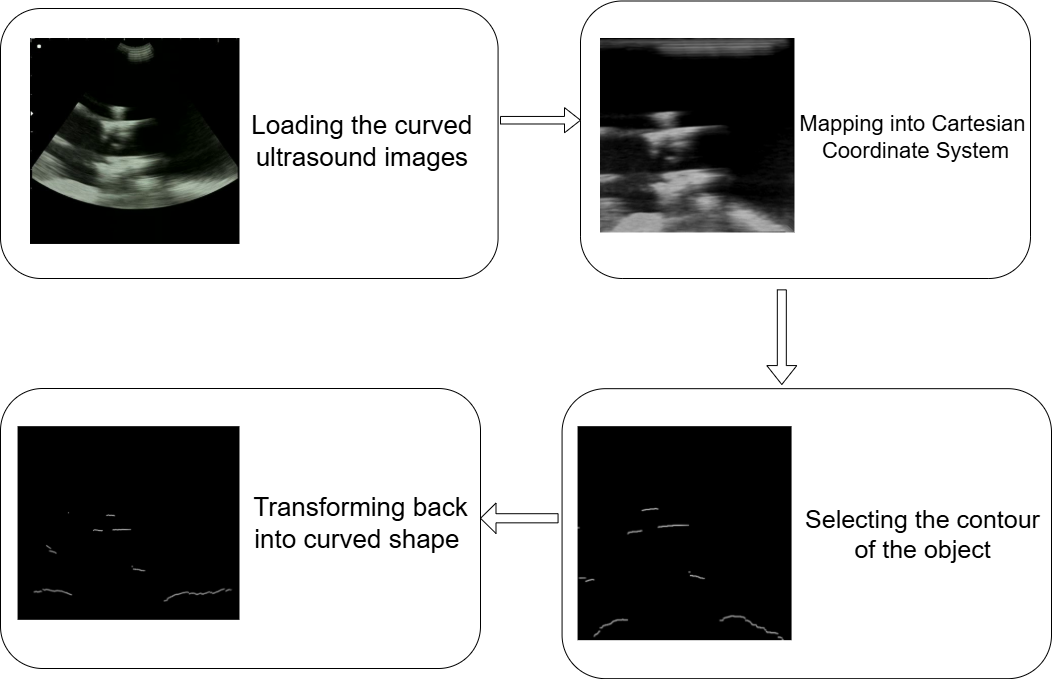 Loading the curved
ultrasound images
Mapping into Cartesian
Coordinate System
Transforming back
into curved shape
Selecting the contour
of the object